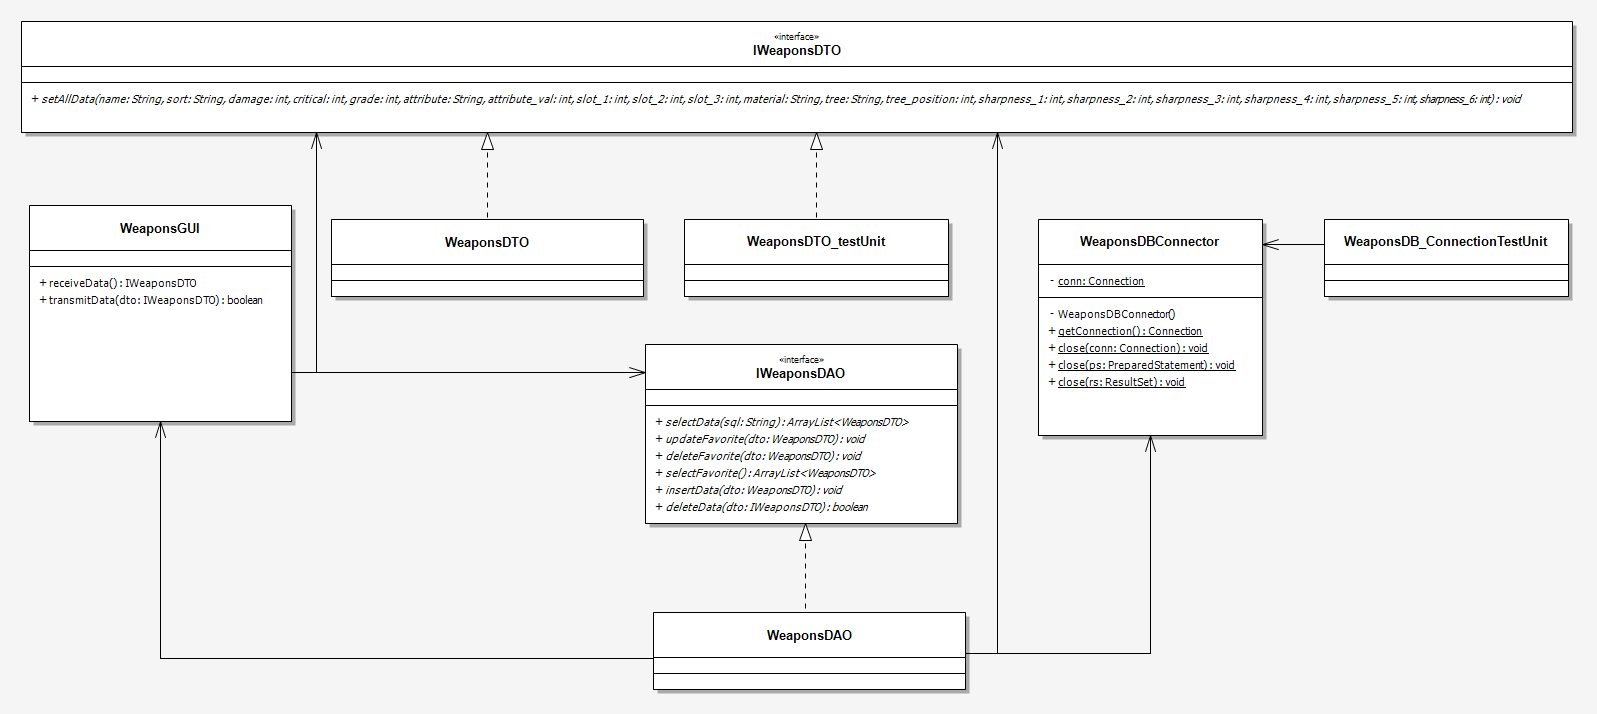 «interface»
IWeaponsDTO
+ setAllData(name: String, sort: String, damage: int, critical: int, grade: int, attribute: String, attribute_val: int, slot_1: int, slot_2: int, slot_3: int, material: String, tree: String, tree_position: int, sharpness_1: int, sharpness_2: int, sharpness_3: int, sharpness_4: int, sharpness_5: int, sharpness_6: int) : void
WeaponsGUI
+ receiveData() : IWeaponsDTO
+ transmitData(dto: IWeaponsDTO) : boolean
WeaponsDTO
WeaponsDTO_testUnit
WeaponsDBConnector
- conn: Connection
- WeaponsDBConnector()
+ getConnection() : Connection
+ close(conn: Connection) : void
+ close(ps: PreparedStatement) : void
+ close(rs: ResultSet) : void
WeaponsDB_ConnectionTestUnit
«interface»
IWeaponsDAO
+ selectData(sql: String) : ArrayList<WeaponsDTO>
+ updateFavorite(dto: WeaponsDTO) : void
+ deleteFavorite(dto: WeaponsDTO) : void
+ selectFavorite() : ArrayList<WeaponsDTO>
+ insertData(dto: WeaponsDTO) : void
+ deleteData(dto: IWeaponsDTO) : boolean
WeaponsDAO